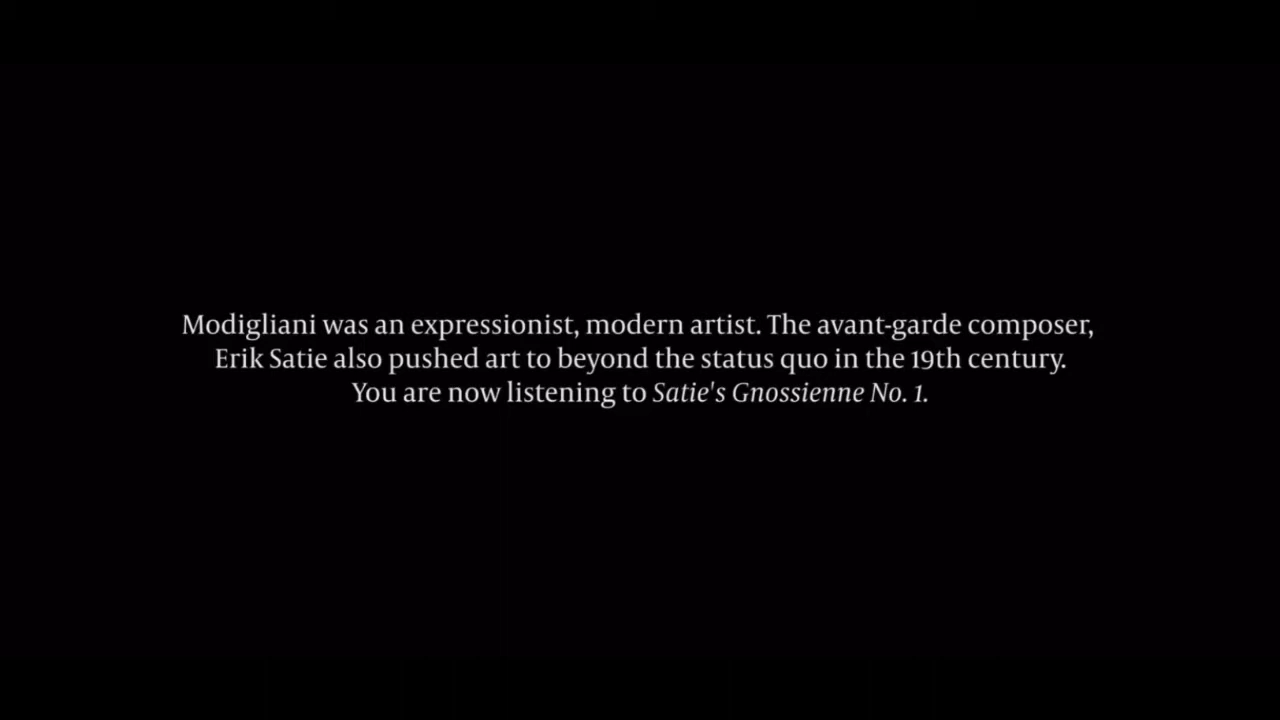 Modigliani was an expressionist, modern artist. The avant-garde composer,
Erik Satie also pushed art to beyond the status quo in the 19th century.
You are now listening to Satie's Gnossienne No. 1.